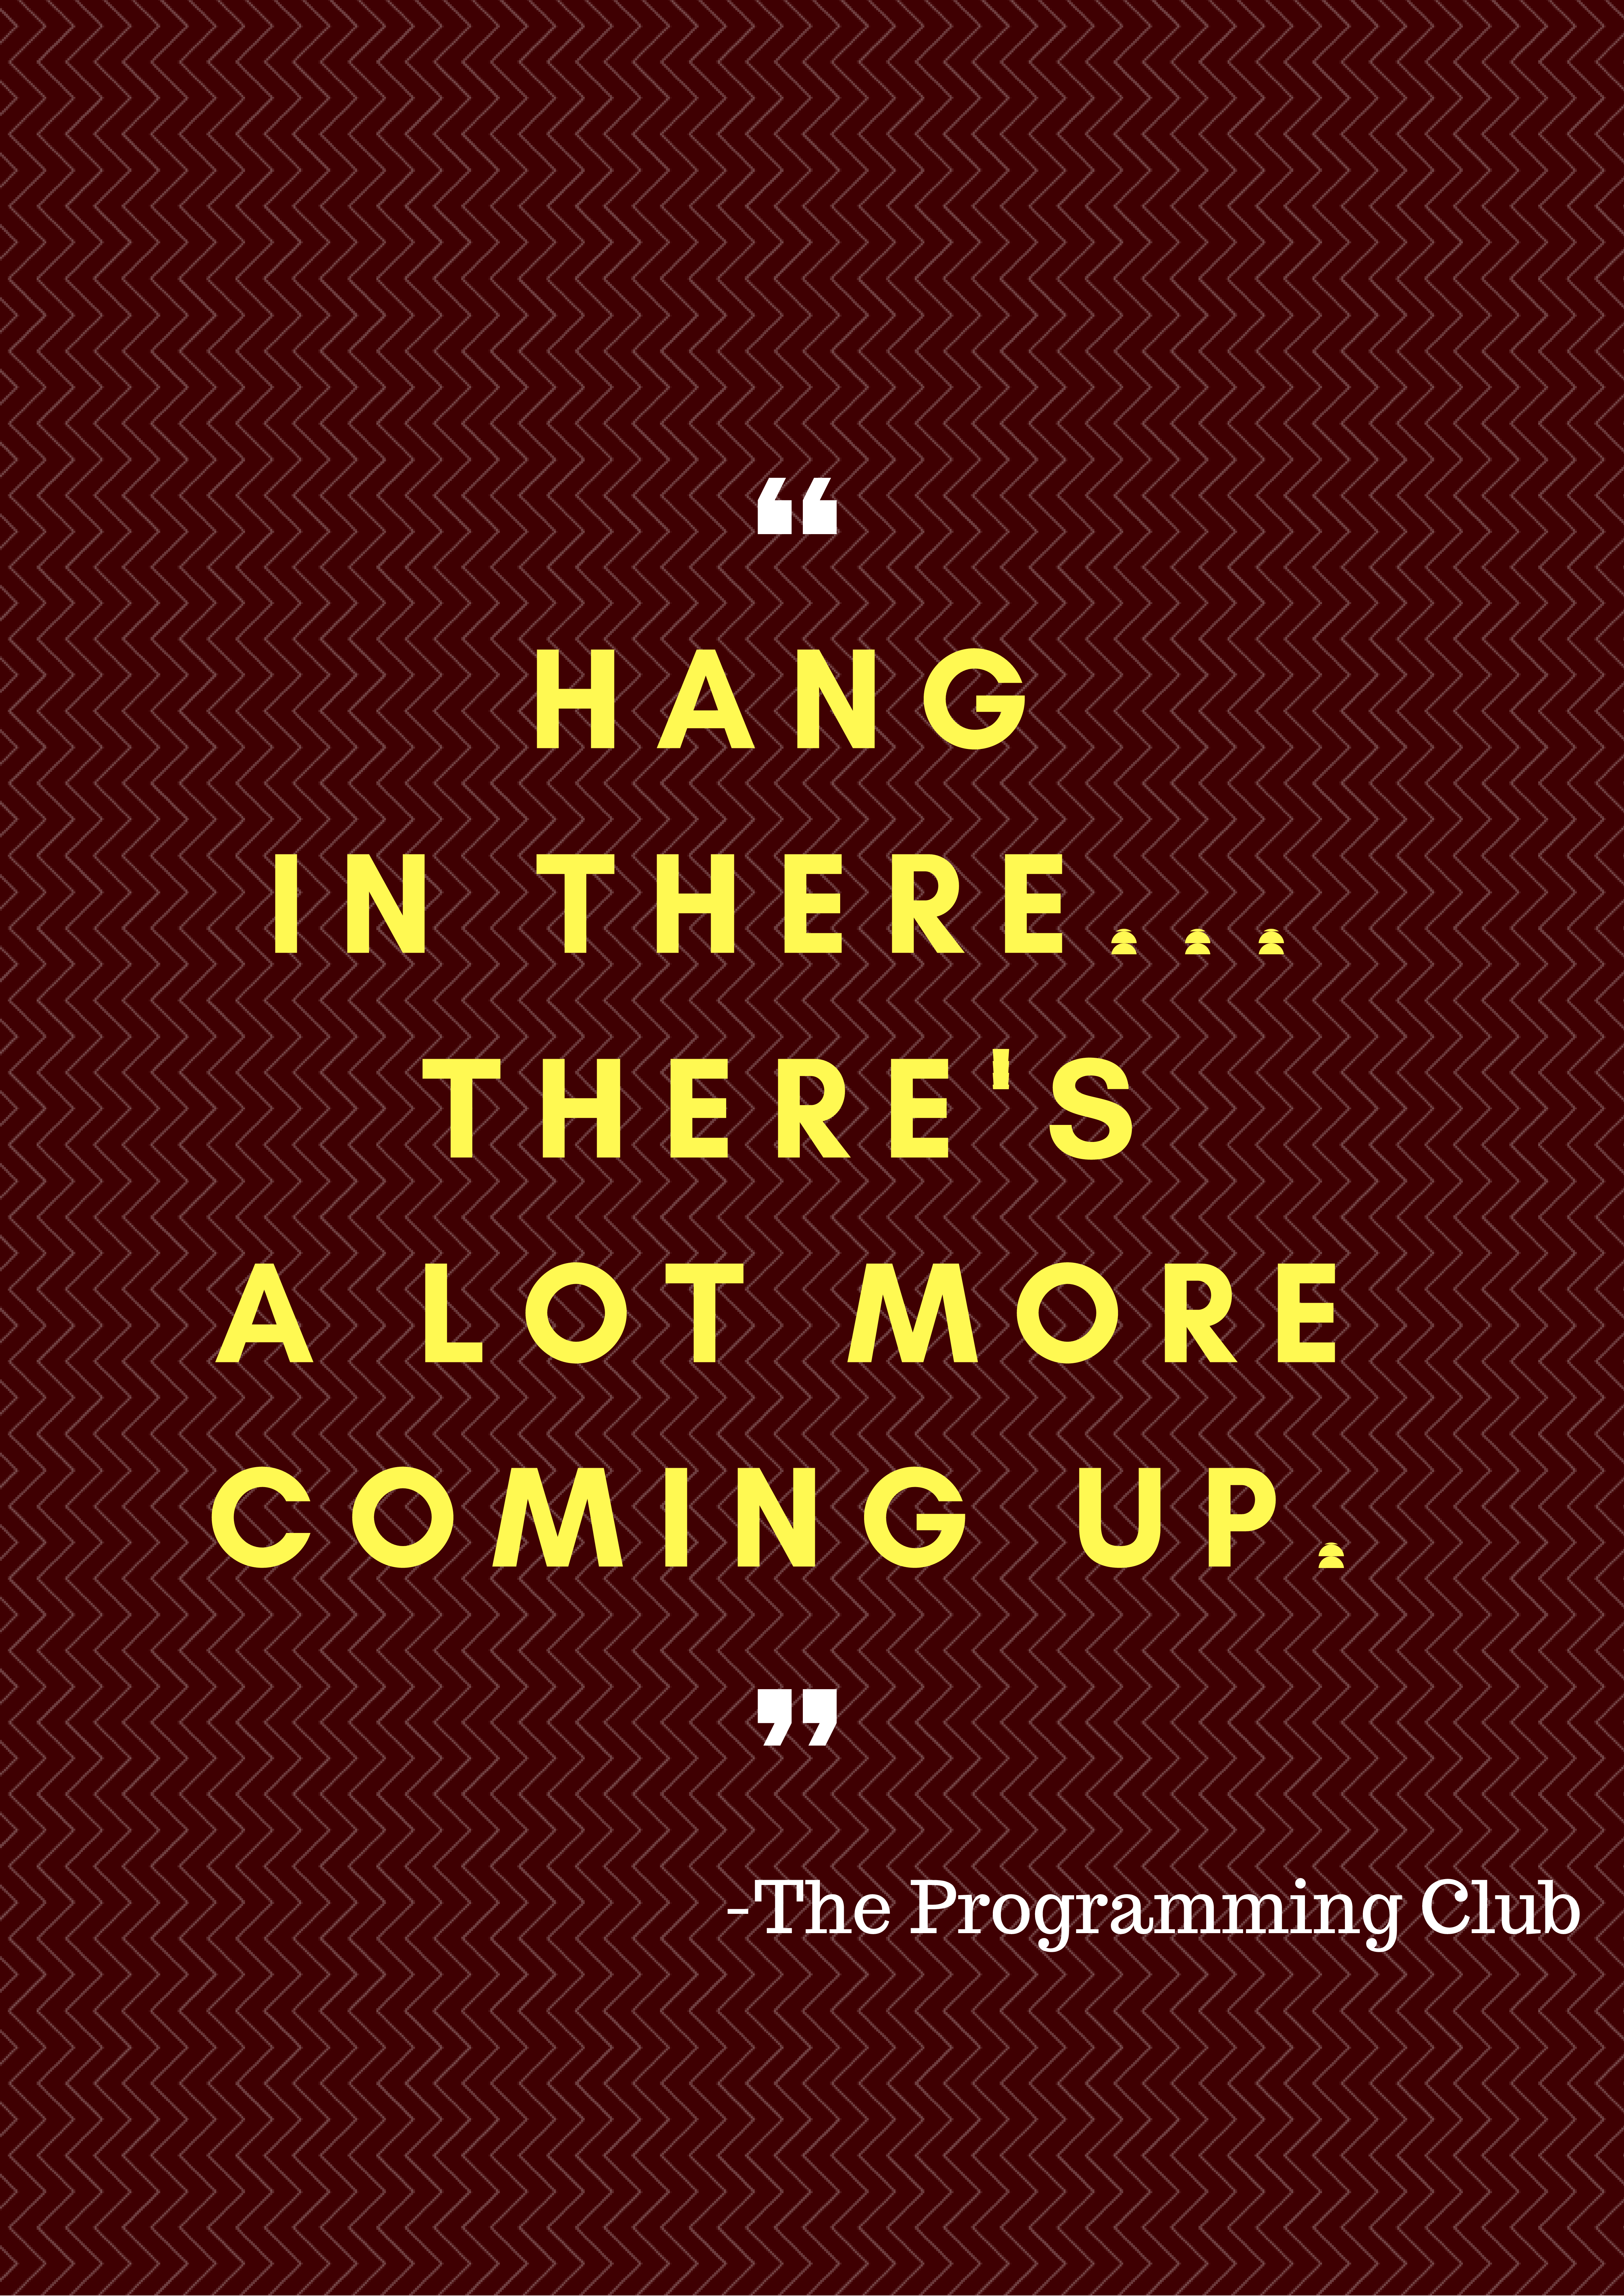 “
HANG
IN THERE...
THERE'S
A LOT MORE
COMING UP.
”
-The Programming Club